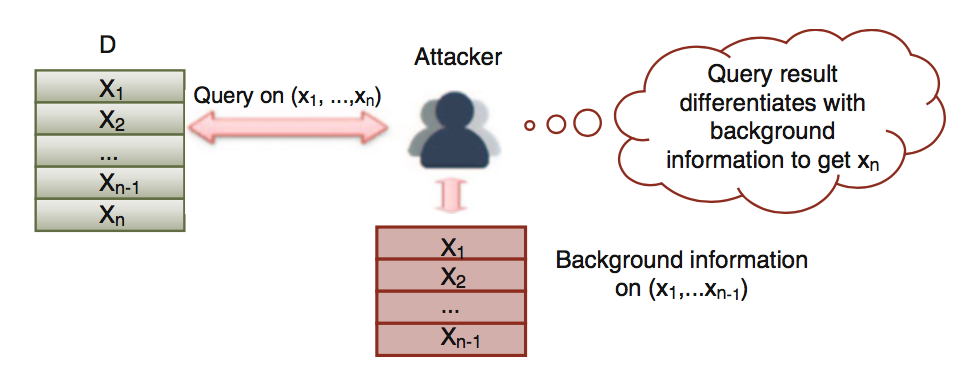 D
X₁
X₂
...
Xₙ₋₁
Xₙ
Query on (x₁, ...,xₙ)
Attacker
Query result
differentiates with
background
information to get xₙ
X₁
X₂
...
Xₙ₋₁
Background information
on (x₁,...xₙ₋₁)